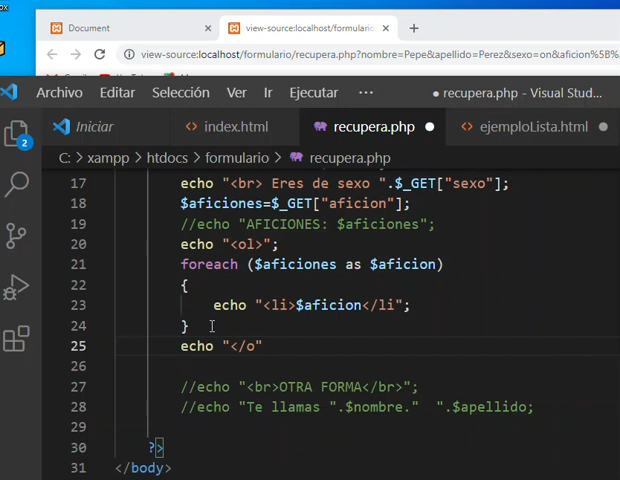 Document × view-source:localhost/formulario × +
view-source:localhost/formulario/recupera.php?nombre=Pepe&apellido=Perez&sexo=on&aficion%5B%
Archivo Editar Selección Ver Ir Ejecutar ··· ● recupera.php - Visual Stud...
Iniciar <> index.html recupera.php ● <> ejemploLista.html ●
2
C: > xampp > htdocs > formulario > recupera.php
17 echo "<br> Eres de sexo ".$_GET["sexo"];
18 $aficiones=$_GET["aficion"];
19 //echo "AFICIONES: $aficiones";
20 echo "<ol>";
21 foreach ($aficiones as $aficion)
22 {
23 echo "<li>$aficion</li";
24 }
25 echo "</o"
26
27 //echo "<br>OTRA FORMA</br>";
28 //echo "Te llamas ".$nombre."  ".$apellido;
29
30 ?>
31 </body>